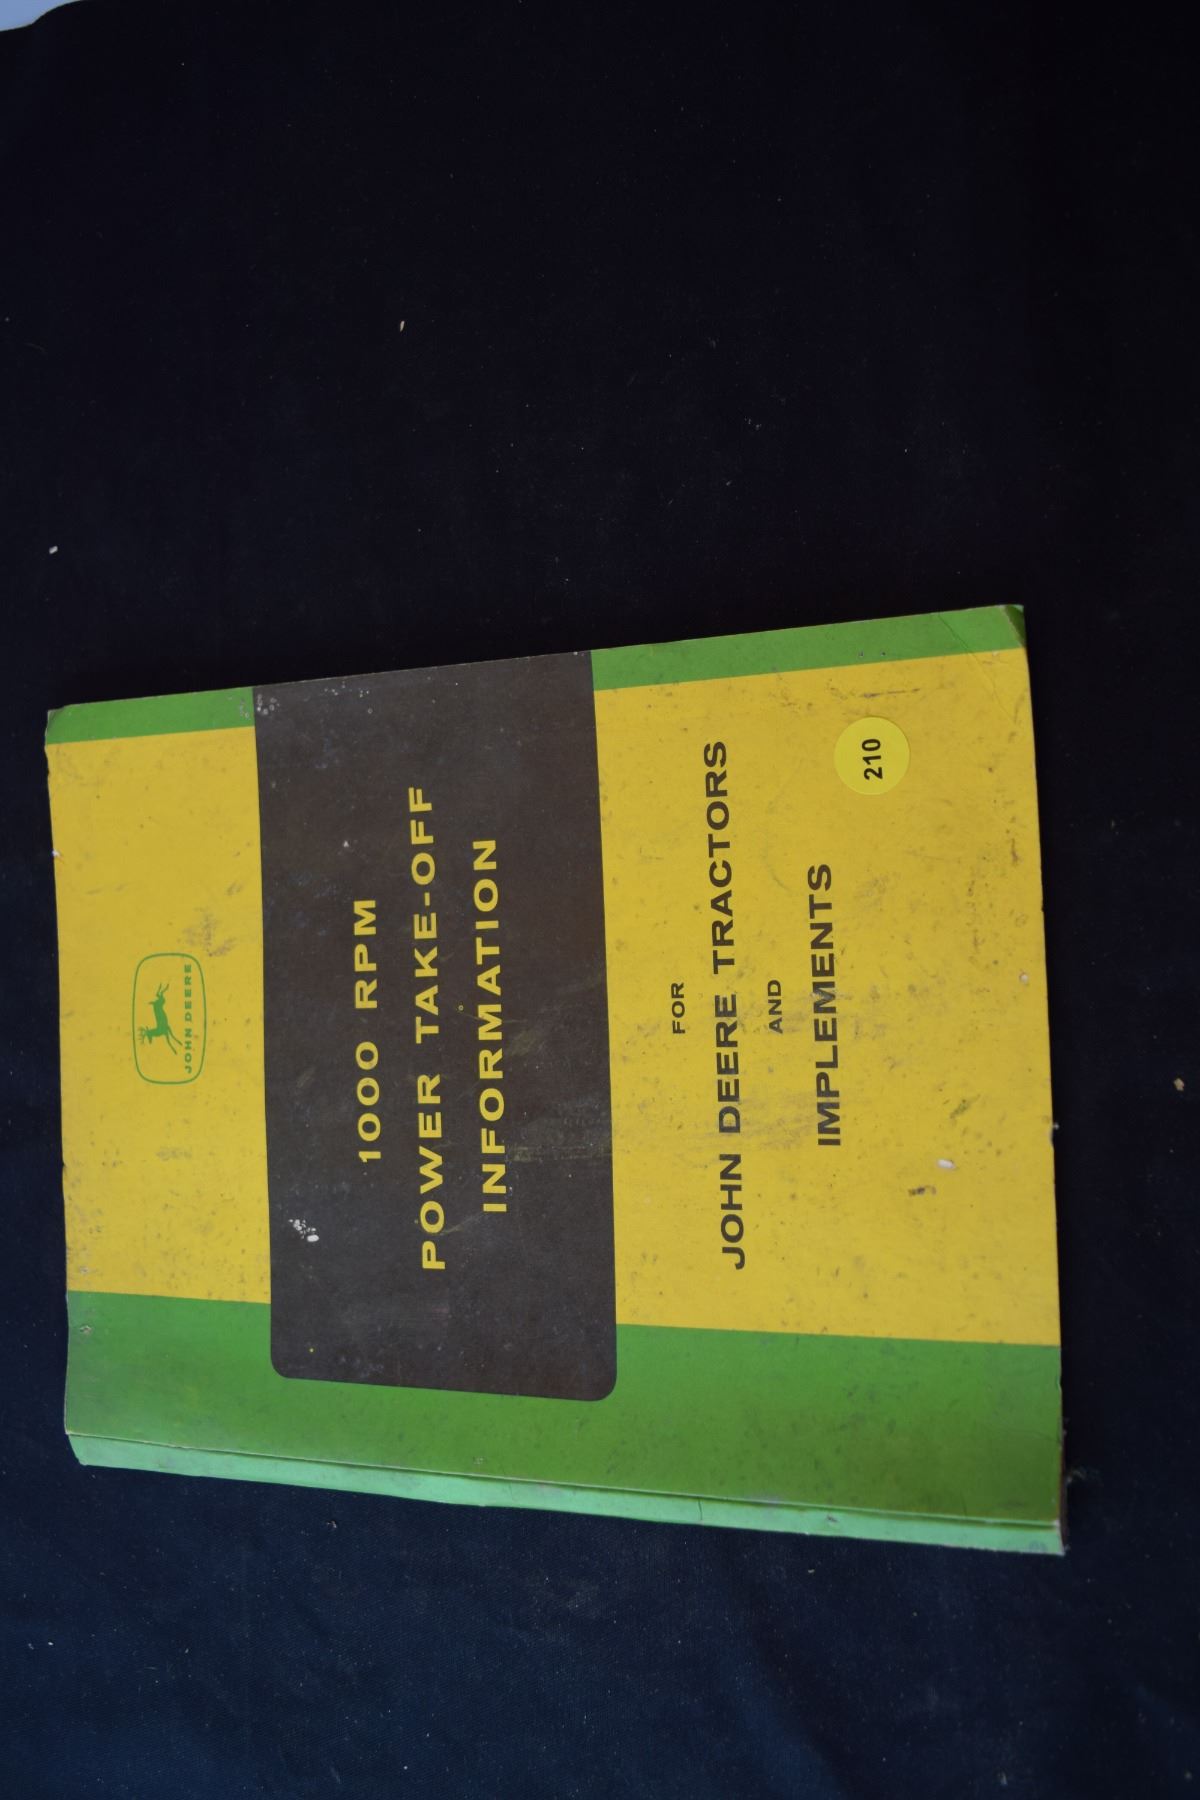 JOHN DEERE
1000 RPM
POWER TAKE-OFF
INFORMATION
FOR
JOHN DEERE TRACTORS
AND
IMPLEMENTS
210